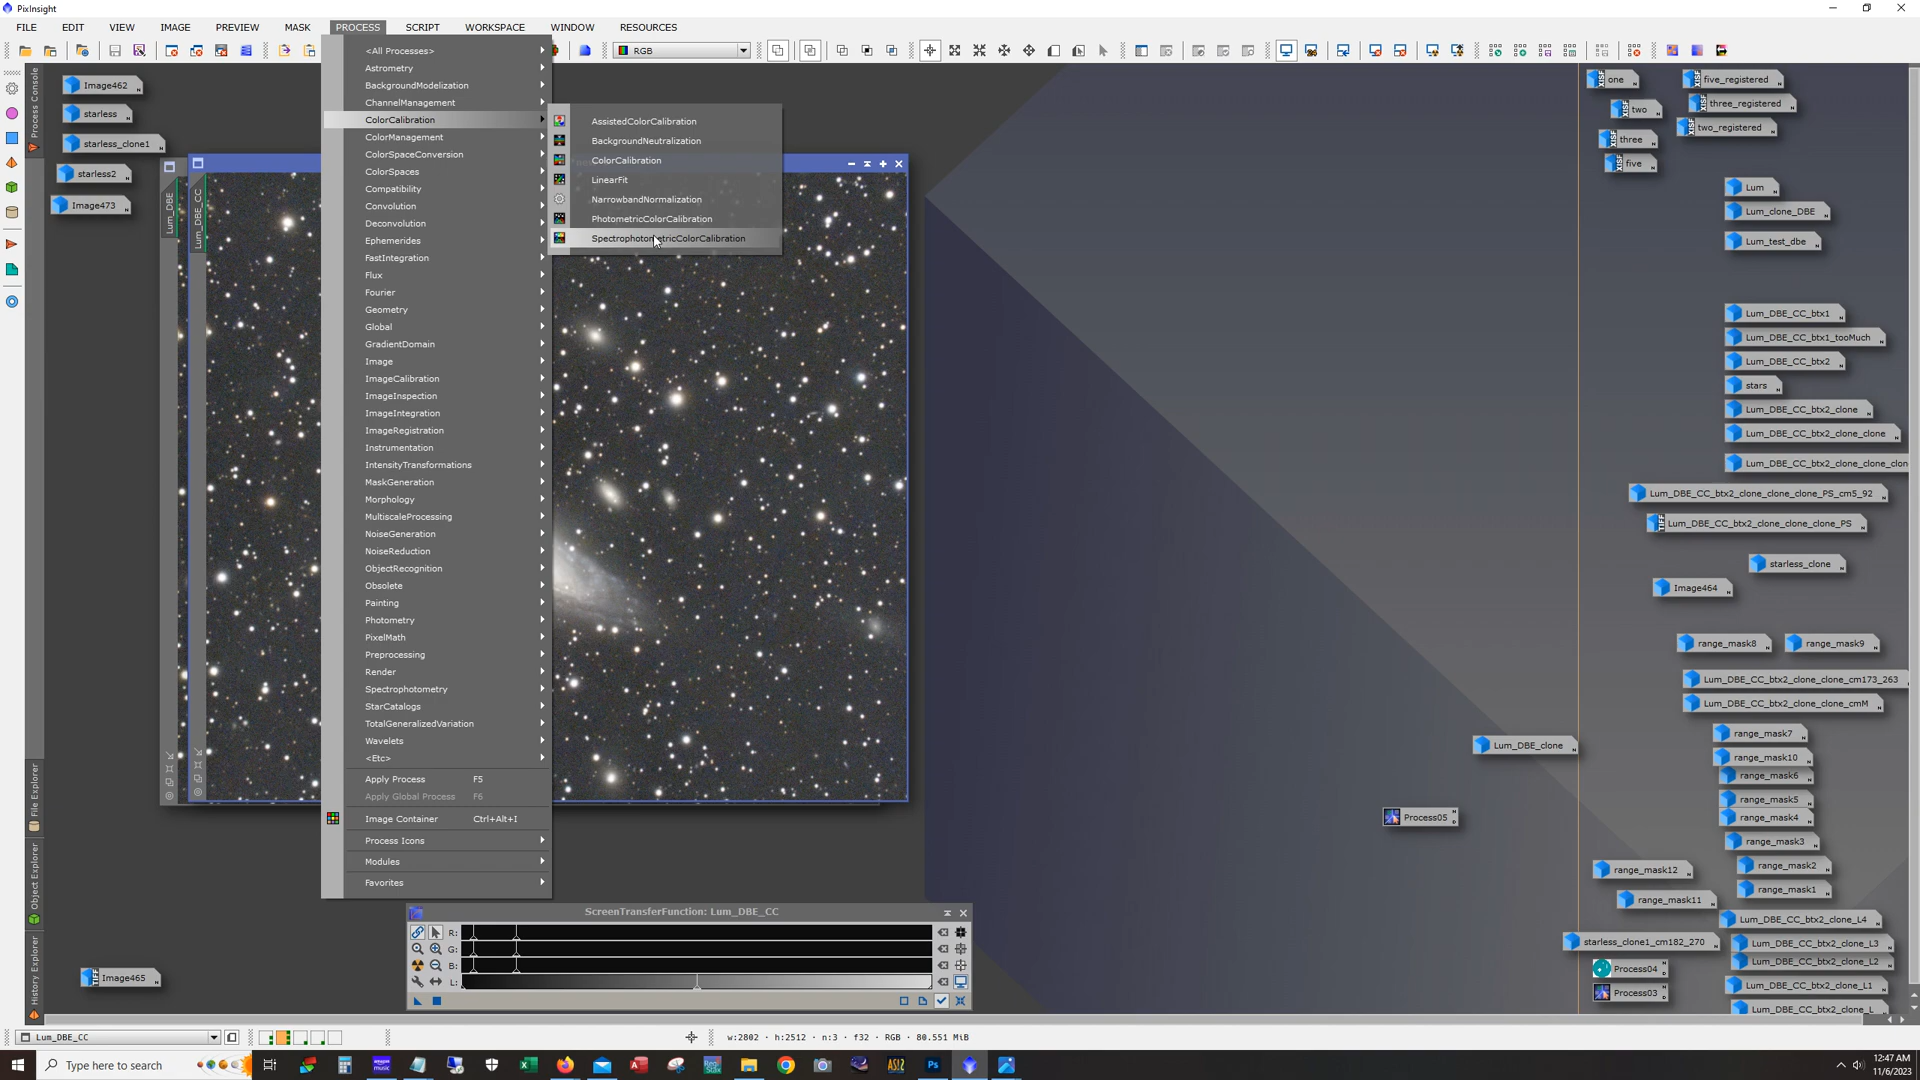 PixInsight
FILE EDIT VIEW IMAGE PREVIEW MASK PROCESS SCRIPT WORKSPACE WINDOW RESOURCES
RGB
Process Console
File Explorer
Object Explorer
History Explorer
Image462
starless
starless_clone1
starless2
Image473
Image465
Lum_DBE
Lum_DBE_CC
<All Processes>
Astrometry
BackgroundModelization
ChannelManagement
ColorCalibration
ColorManagement
ColorSpaceConversion
ColorSpaces
Compatibility
Convolution
Deconvolution
Ephemerides
FastIntegration
Flux
Fourier
Geometry
Global
GradientDomain
Image
ImageCalibration
ImageInspection
ImageIntegration
ImageRegistration
Instrumentation
IntensityTransformations
MaskGeneration
Morphology
MultiscaleProcessing
NoiseGeneration
NoiseReduction
ObjectRecognition
Obsolete
Painting
Photometry
PixelMath
Preprocessing
Render
Spectrophotometry
StarCatalogs
TotalGeneralizedVariation
Wavelets
<Etc>
Apply Process F5
Apply Global Process F6
Image Container Ctrl+Alt+I
Process Icons
Modules
Favorites
AssistedColorCalibration
BackgroundNeutralization
ColorCalibration
LinearFit
NarrowbandNormalization
PhotometricColorCalibration
SpectrophotometricColorCalibration
one
two
three
five
five_registered
three_registered
two_registered
Lum
Lum_clone_DBE
Lum_test_dbe
Lum_DBE_CC_btx1
Lum_DBE_CC_btx1_tooMuch
Lum_DBE_CC_btx2
stars
Lum_DBE_CC_btx2_clone
Lum_DBE_CC_btx2_clone_clone
Lum_DBE_CC_btx2_clone_clone_clon
Lum_DBE_CC_btx2_clone_clone_clone_PS_cm5_92
Lum_DBE_CC_btx2_clone_clone_clone_PS
starless_clone
Image464
range_mask8
range_mask9
Lum_DBE_CC_btx2_clone_clone_cm173_263
Lum_DBE_CC_btx2_clone_clone_cmM
range_mask7
Lum_DBE_clone
range_mask10
range_mask6
range_mask5
Process05
range_mask4
range_mask3
range_mask12
range_mask2
range_mask11
range_mask1
Lum_DBE_CC_btx2_clone_L4
starless_clone1_cm182_270
Lum_DBE_CC_btx2_clone_L3
Lum_DBE_CC_btx2_clone_L2
Process04
Lum_DBE_CC_btx2_clone_L1
Process03
Lum_DBE_CC_btx2_clone_L
ScreenTransferFunction: Lum_DBE_CC
R:
G:
B:
L:
Lum_DBE_CC
w:2802 · h:2512 · n:3 · f32 · RGB · 80.551 MiB
Type here to search
12:47 AM
11/6/2023